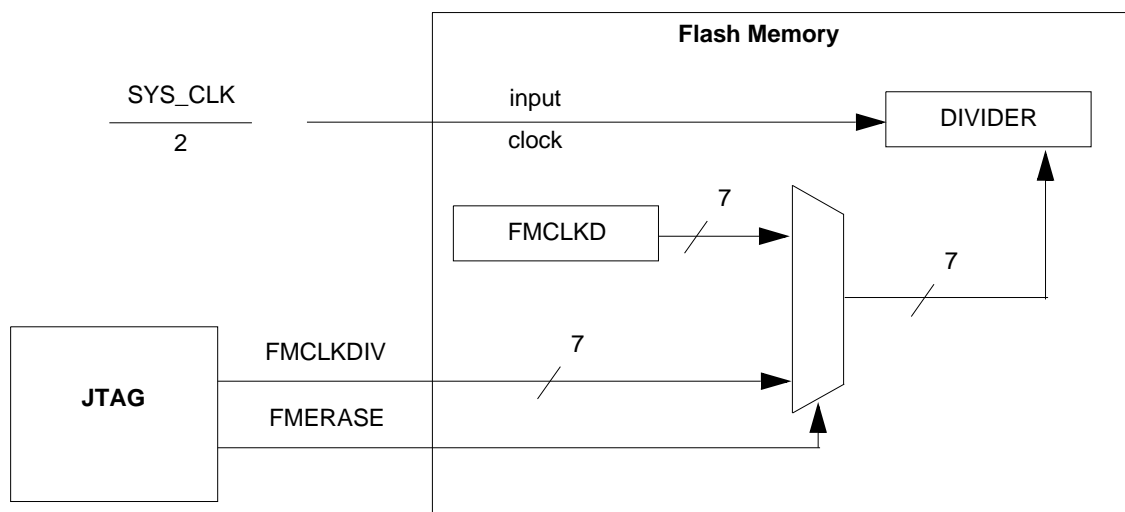 Flash Memory
SYS_CLK
2
input
clock
DIVIDER
7
FMCLKD
7
FMCLKDIV
7
JTAG
FMERASE